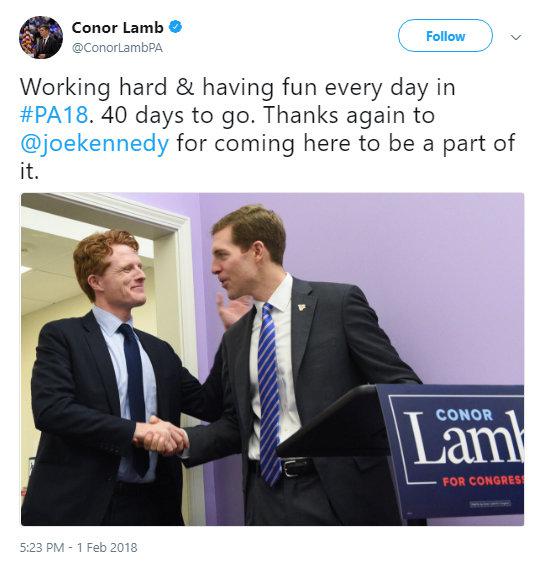 Conor Lamb
@ConorLambPA
Follow
Working hard & having fun every day in
#PA18. 40 days to go. Thanks again to
@joekennedy for coming here to be a part of
it.
CONOR
Lamb
FOR CONGRESS
5:23 PM - 1 Feb 2018